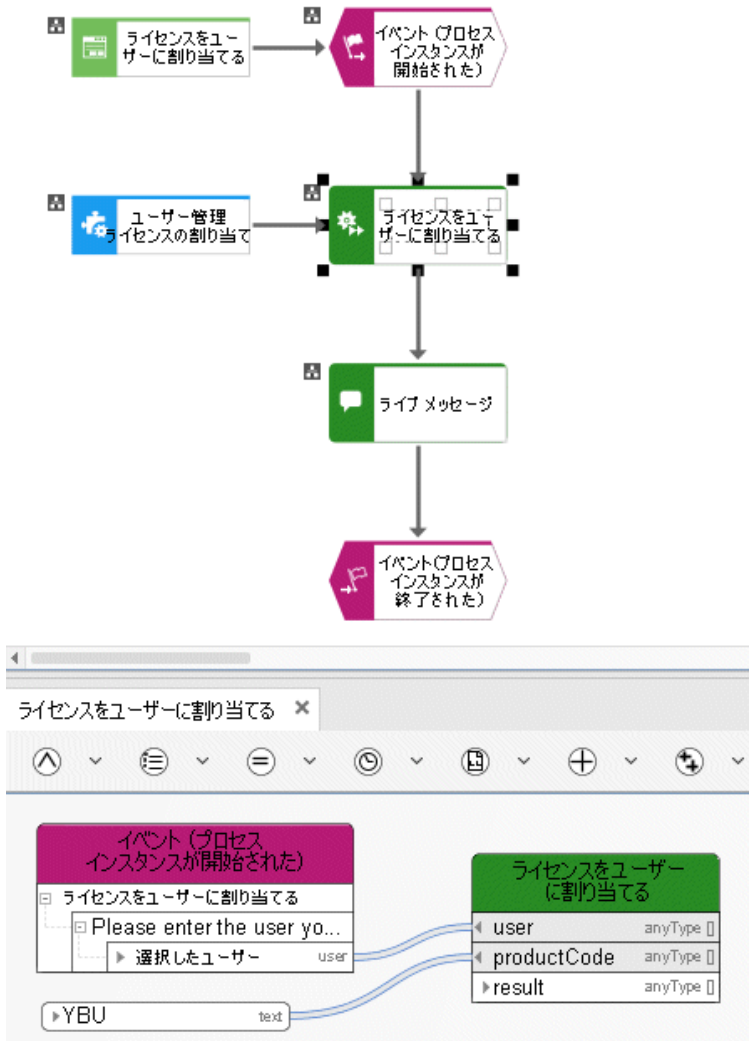 ライセンスをユー
ザーに割り当てる
イベント (プロセス
インスタンスが
開始された)
ユーザー管理
ライセンスの割り当て
ライセンスをユー
ザーに割り当てる
ライブ メッセージ
イベント(プロセス
インスタンスが
終了された)
ライセンスをユーザーに割り当てる ×
イベント (プロセス
インスタンスが開始された)
ライセンスをユーザーに割り当てる
Please enter the user yo...
選択したユーザー user
YBU text
ライセンスをユーザー
に割り当てる
user anyType []
productCode anyType []
result anyType []